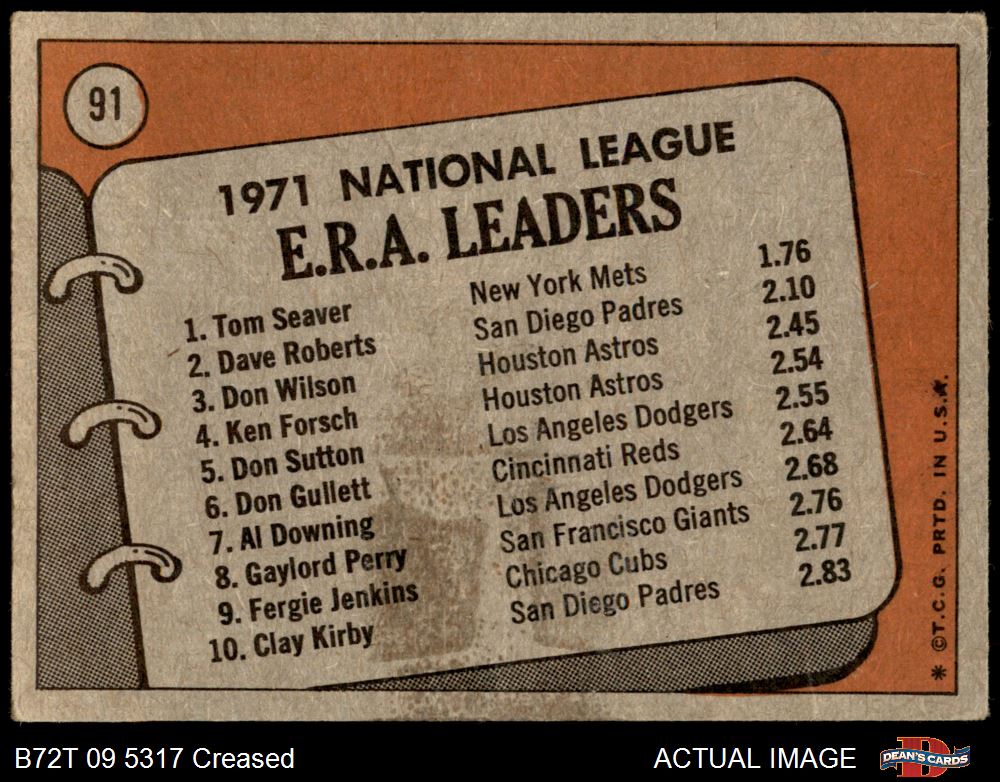 91
1971 NATIONAL LEAGUE
E.R.A. LEADERS
1. Tom Seaver New York Mets 1.76
2. Dave Roberts San Diego Padres 2.10
3. Don Wilson Houston Astros 2.45
4. Ken Forsch Houston Astros 2.54
5. Don Sutton Los Angeles Dodgers 2.55
6. Don Gullett Cincinnati Reds 2.64
7. Al Downing Los Angeles Dodgers 2.68
8. Gaylord Perry San Francisco Giants 2.76
9. Fergie Jenkins Chicago Cubs 2.77
10. Clay Kirby San Diego Padres 2.83
* ©T.C.G. PRTD. IN U.S.A.
B72T 09 5317 Creased ACTUAL IMAGE
DEAN'S CARDS